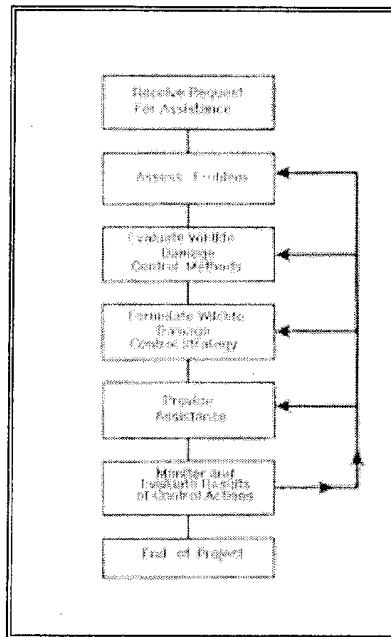 Receive Request
For Assistance
Assess Problem
Evaluate Wildlife
Damage
Control Methods
Formulate Wildlife
Damage
Control Strategy
Provide
Assistance
Monitor and
Evaluate Results
of Control Actions
End of Project